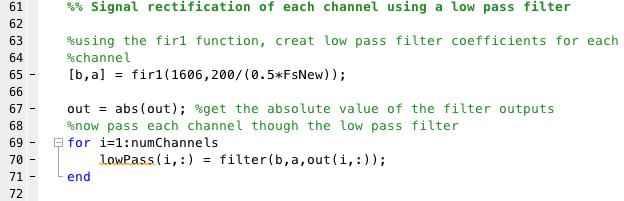 61 %% Signal rectification of each channel using a low pass filter
62
63 %using the fir1 function, creat low pass filter coefficients for each
64 %channel
65 - [b,a] = fir1(1606,200/(0.5*FsNew));
66
67 - out = abs(out); %get the absolute value of the filter outputs
68 %now pass each channel though the low pass filter
69 - for i=1:numChannels
70 - lowPass(i,:) = filter(b,a,out(i,:));
71 - end
72